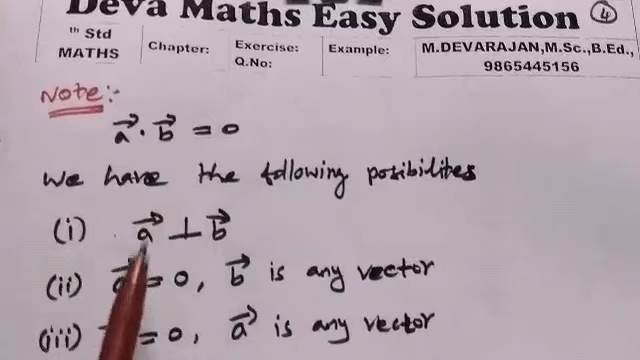 Deva Maths Easy Solution 4
th Std
MATHS
Chapter:
Exercise:
Q.No:
Example:
M.DEVARAJAN,M.Sc.,B.Ed.,
9865445156
Note:-
a⃗ · b⃗ = 0
We have the following posibilites
(i) a⃗ ⊥ b⃗
(ii) a⃗ = 0, b⃗ is any vector
(iii) = 0, a⃗ is any vector